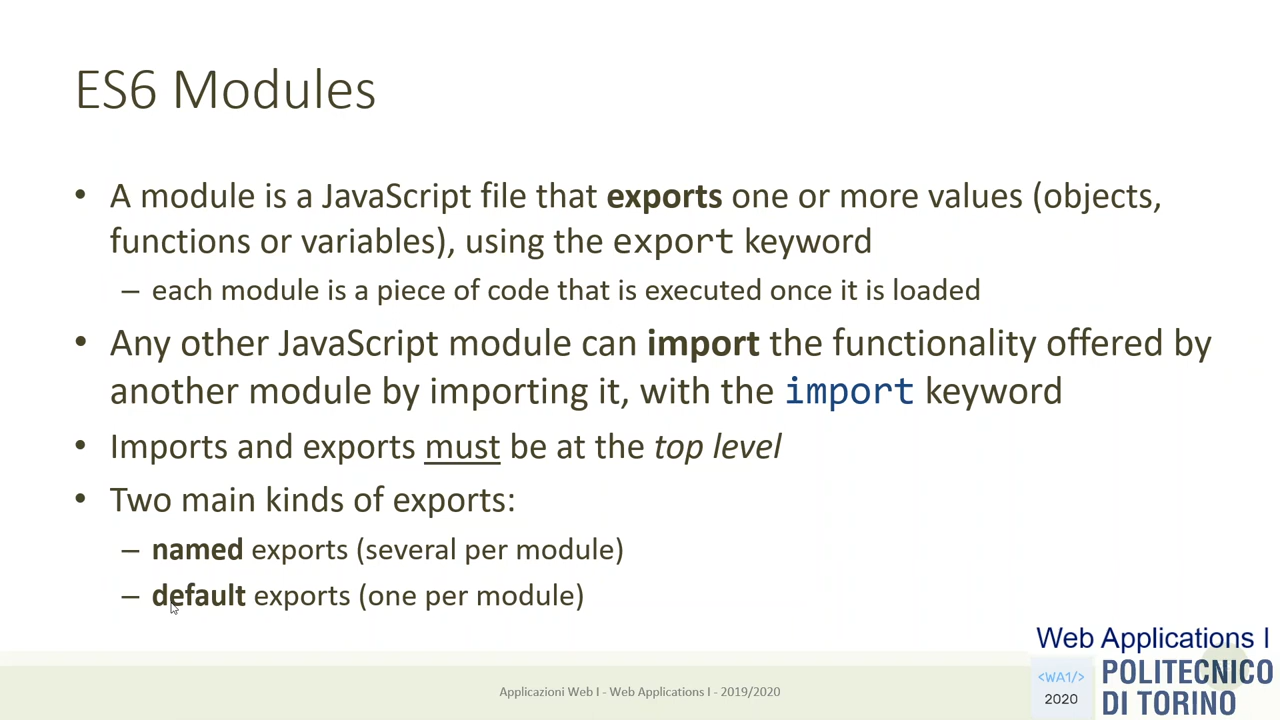 ES6 Modules
• A module is a JavaScript file that exports one or more values (objects,
functions or variables), using the export keyword
– each module is a piece of code that is executed once it is loaded
• Any other JavaScript module can import the functionality offered by
another module by importing it, with the import keyword
• Imports and exports must be at the top level
• Two main kinds of exports:
– named exports (several per module)
– default exports (one per module)
Applicazioni Web I - Web Applications I - 2019/2020
Web Applications I
<WA1/>
2020
POLITECNICO
DI TORINO